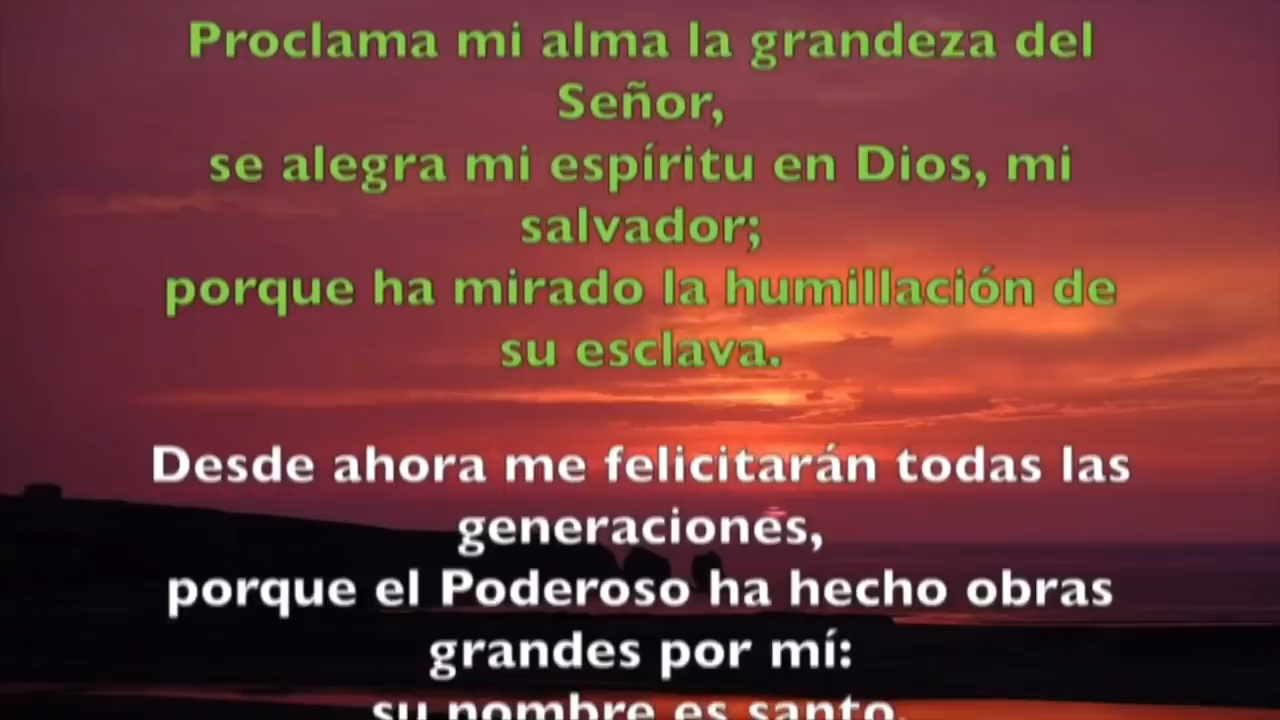 Proclama mi alma la grandeza del
Señor,
se alegra mi espíritu en Dios, mi
salvador;
porque ha mirado la humillación de
su esclava.
Desde ahora me felicitarán todas las
generaciones,
porque el Poderoso ha hecho obras
grandes por mí:
su nombre es santo,